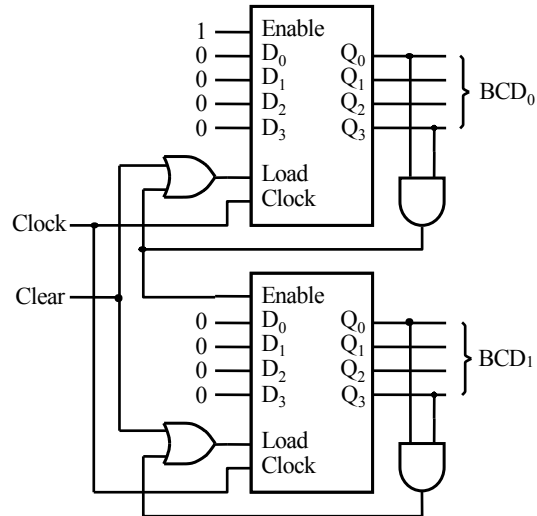 1 Enable
0 D0 Q0
0 D1 Q1
0 D2 Q2
0 D3 Q3
BCD0
Load
Clock
Clock
Clear
Enable
0 D0 Q0
0 D1 Q1
0 D2 Q2
0 D3 Q3
BCD1
Load
Clock